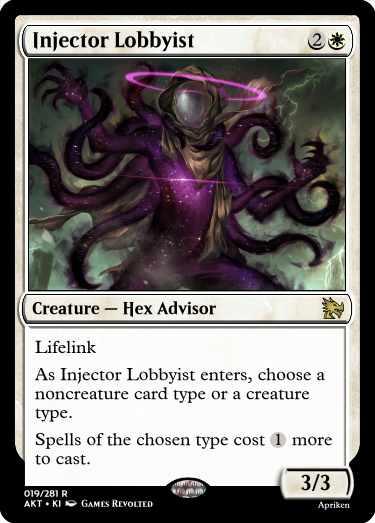 Injector Lobbyist 2
Creature — Hex Advisor
Lifelink
As Injector Lobbyist enters, choose a
noncreature card type or a creature
type.
Spells of the chosen type cost 1 more
to cast.
3/3
019/281 R
AKT • KI Games Revolted
Apriken